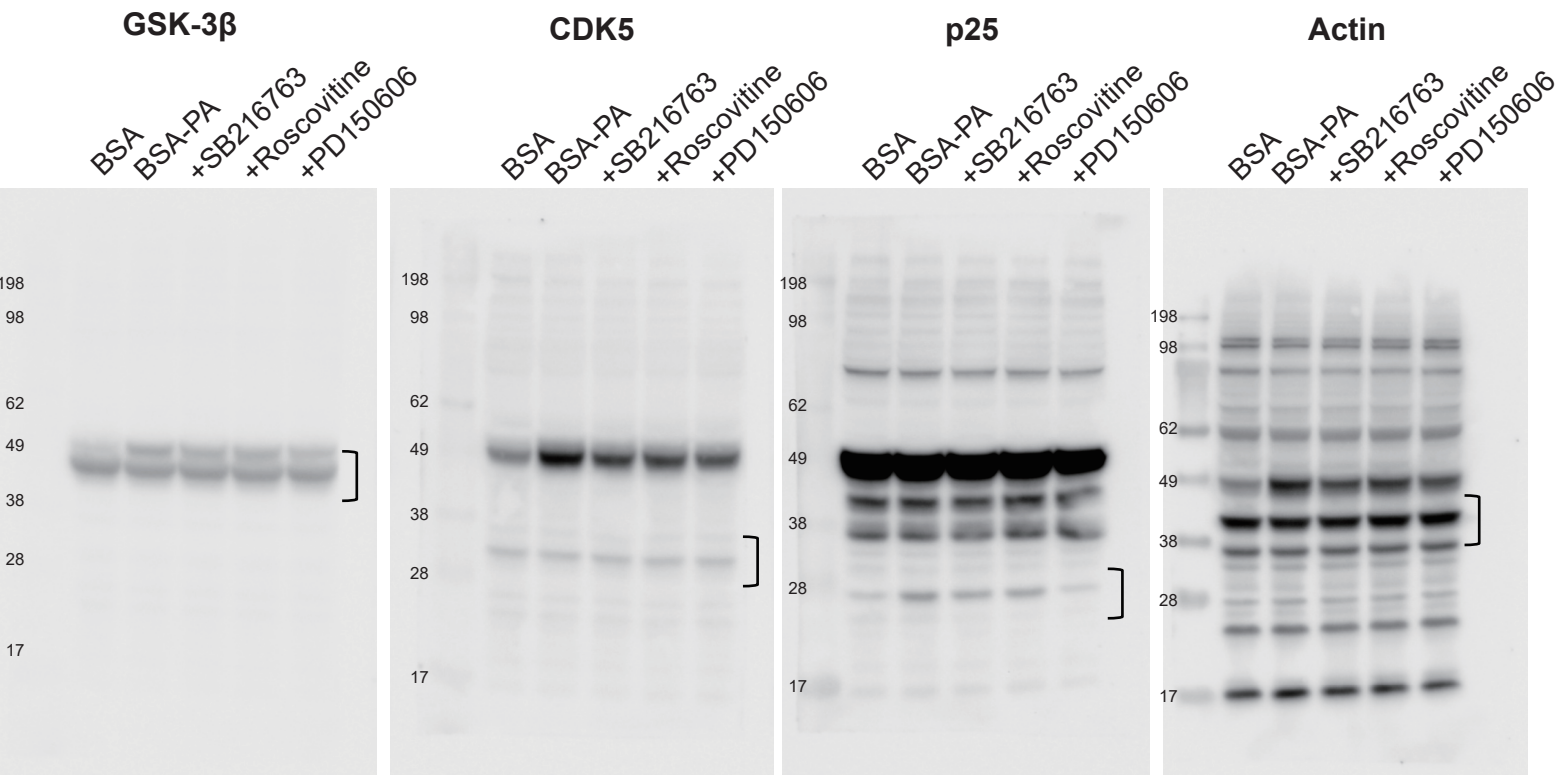 GSK-3β
BSA
BSA-PA
+SB216763
+Roscovitine
+PD150606
198
98
62
49
38
28
17
CDK5
BSA
BSA-PA
+SB216763
+Roscovitine
+PD150606
198
98
62
49
38
28
17
p25
BSA
BSA-PA
+SB216763
+Roscovitine
+PD150606
198
98
62
49
38
28
17
Actin
BSA
BSA-PA
+SB216763
+Roscovitine
+PD150606
198
98
62
49
38
28
17